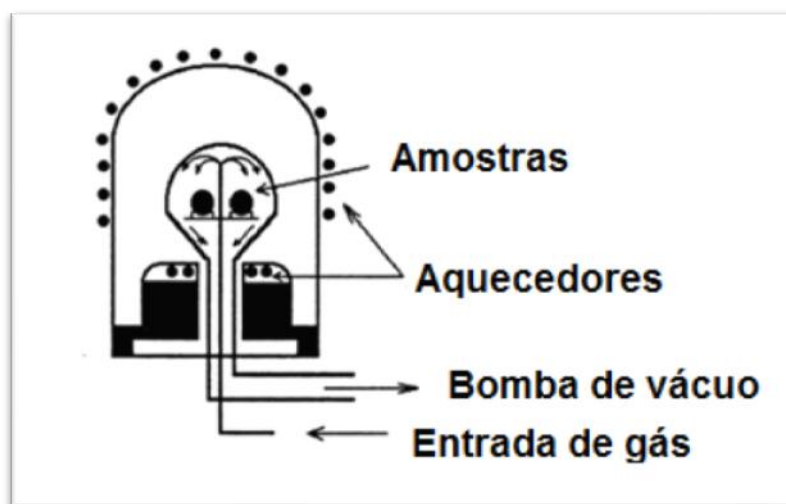 Amostras
Aquecedores
Bomba de vácuo
Entrada de gás